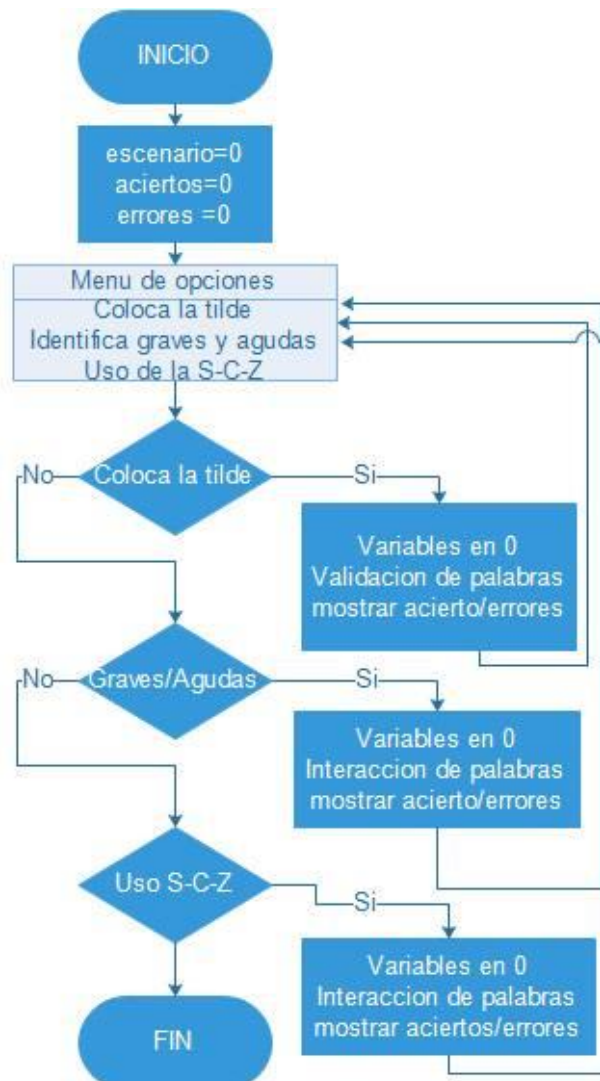 INICIO
escenario=0
aciertos=0
errores =0
Menu de opciones
Coloca la tilde
Identifica graves y agudas
Uso de la S-C-Z
No
Coloca la tilde
Si
Variables en 0
Validacion de palabras
mostrar acierto/errores
No
Graves/Agudas
Si
Variables en 0
Interaccion de palabras
mostrar acierto/errores
Uso S-C-Z
Si
Variables en 0
Interaccion de palabras
mostrar aciertos/errores
FIN